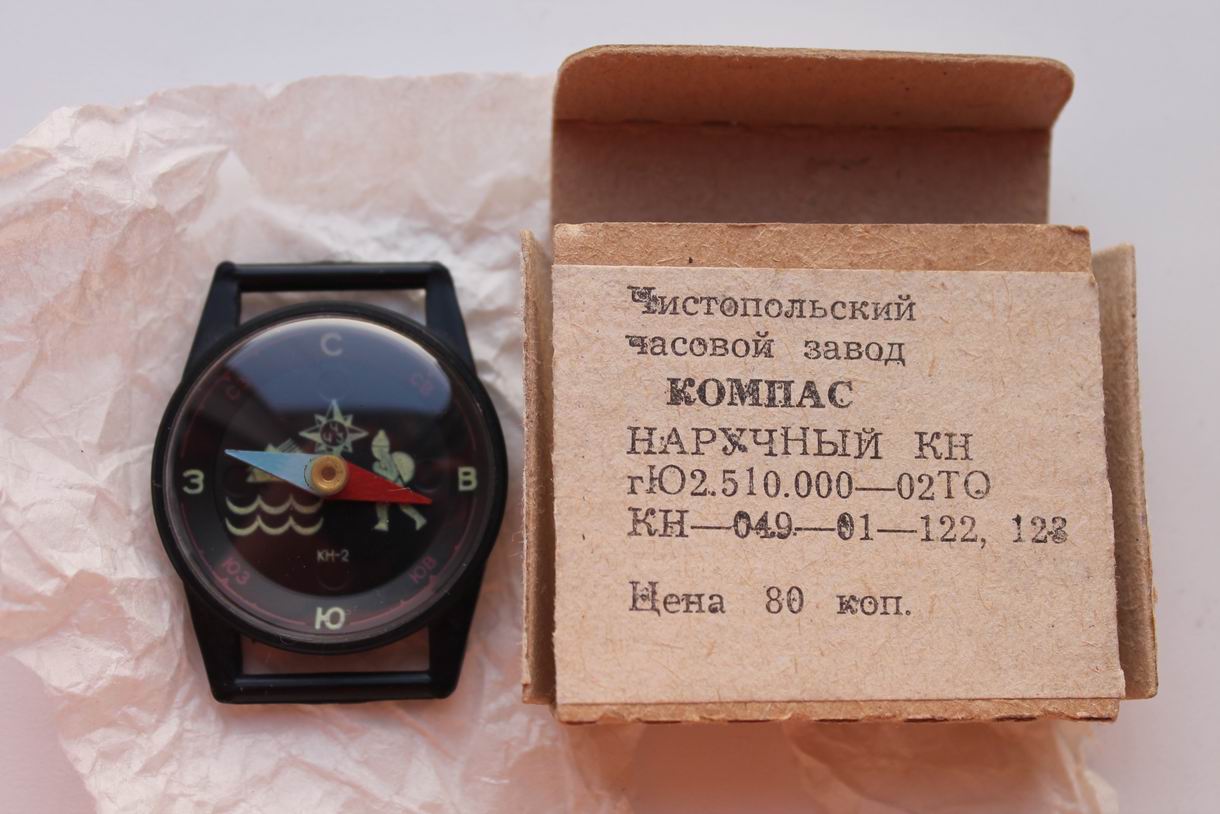 С
СВ
З
В
КН-2
ЮЗ
ЮВ
Ю
Чистопольский
часовой завод
КОМПАС
НАРУЧНЫЙ КН
гЮ2.510.000—02ТО
КН—049—01—122, 123
Цена 80 коп.